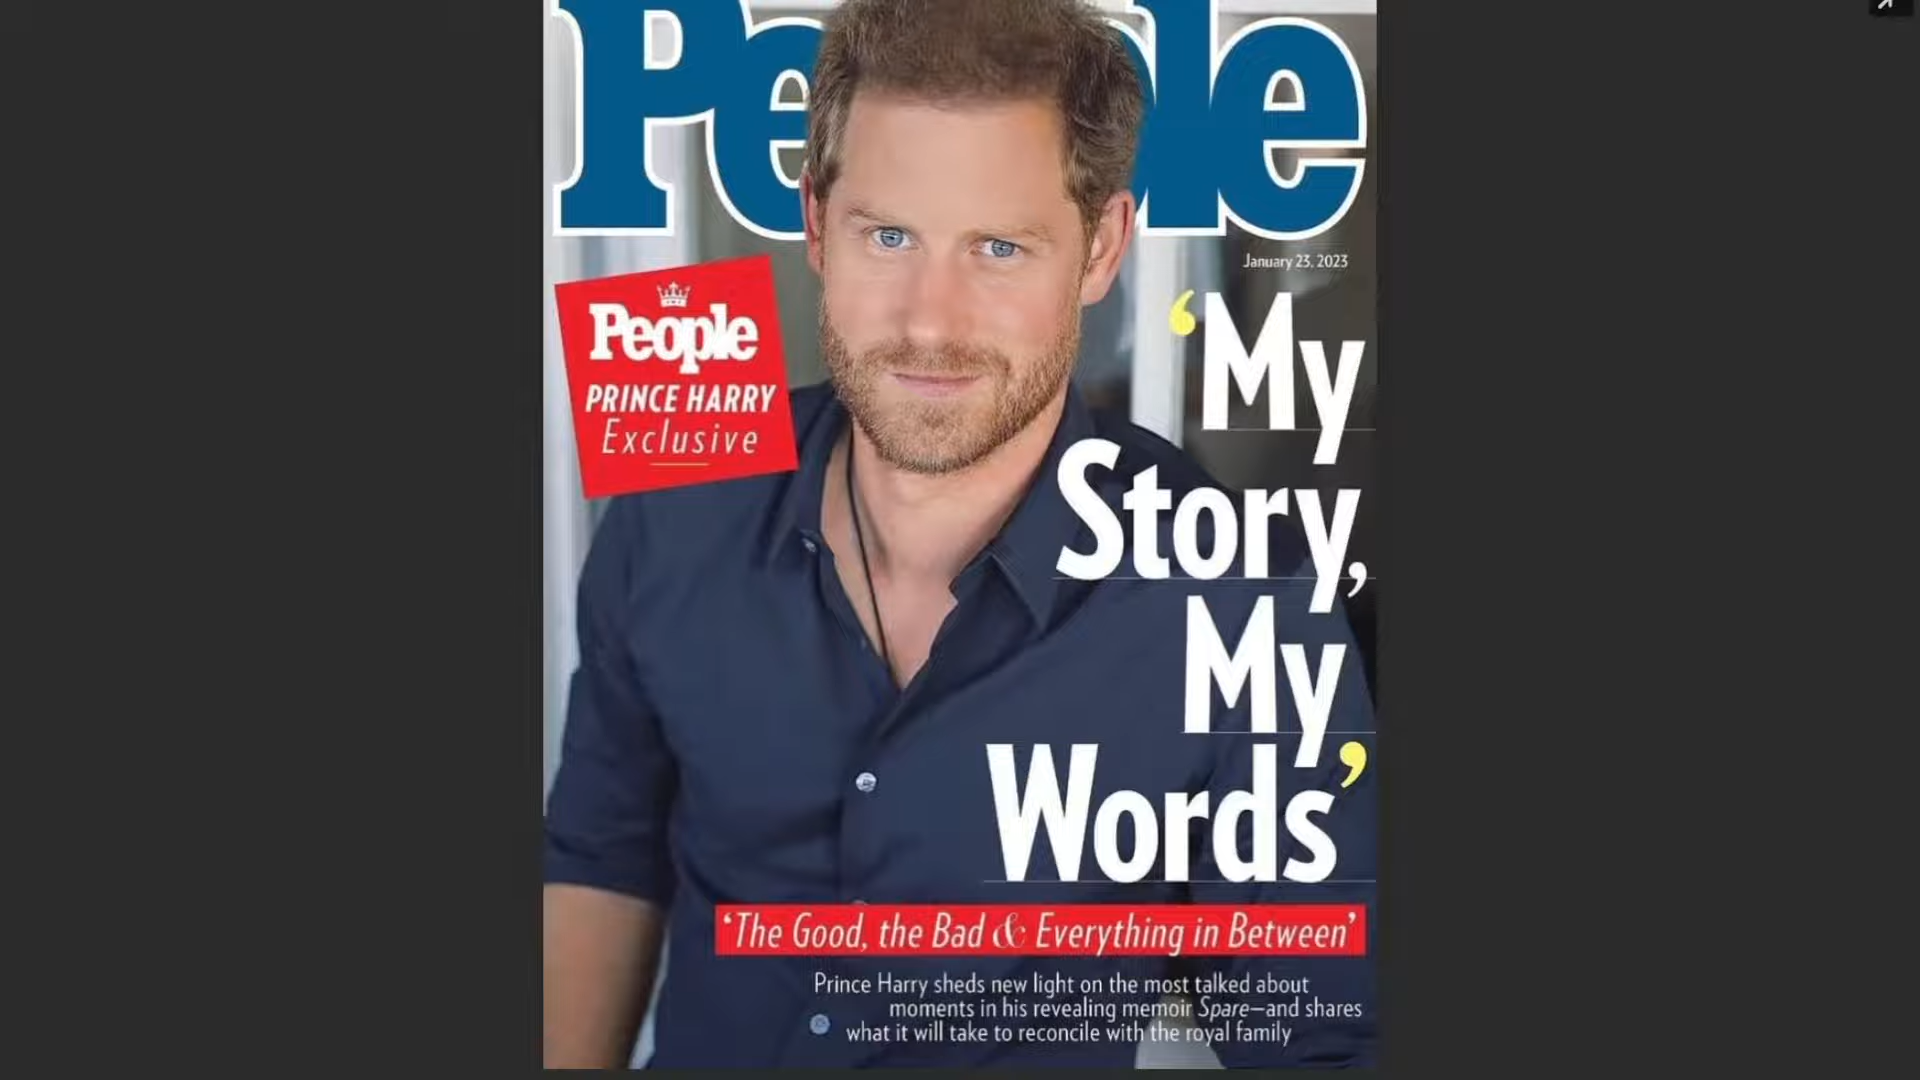 People
January 23, 2023
People
PRINCE HARRY
Exclusive
‘My
Story,
My
Words’
‘The Good, the Bad & Everything in Between’
Prince Harry sheds new light on the most talked about
moments in his revealing memoir Spare—and shares
what it will take to reconcile with the royal family